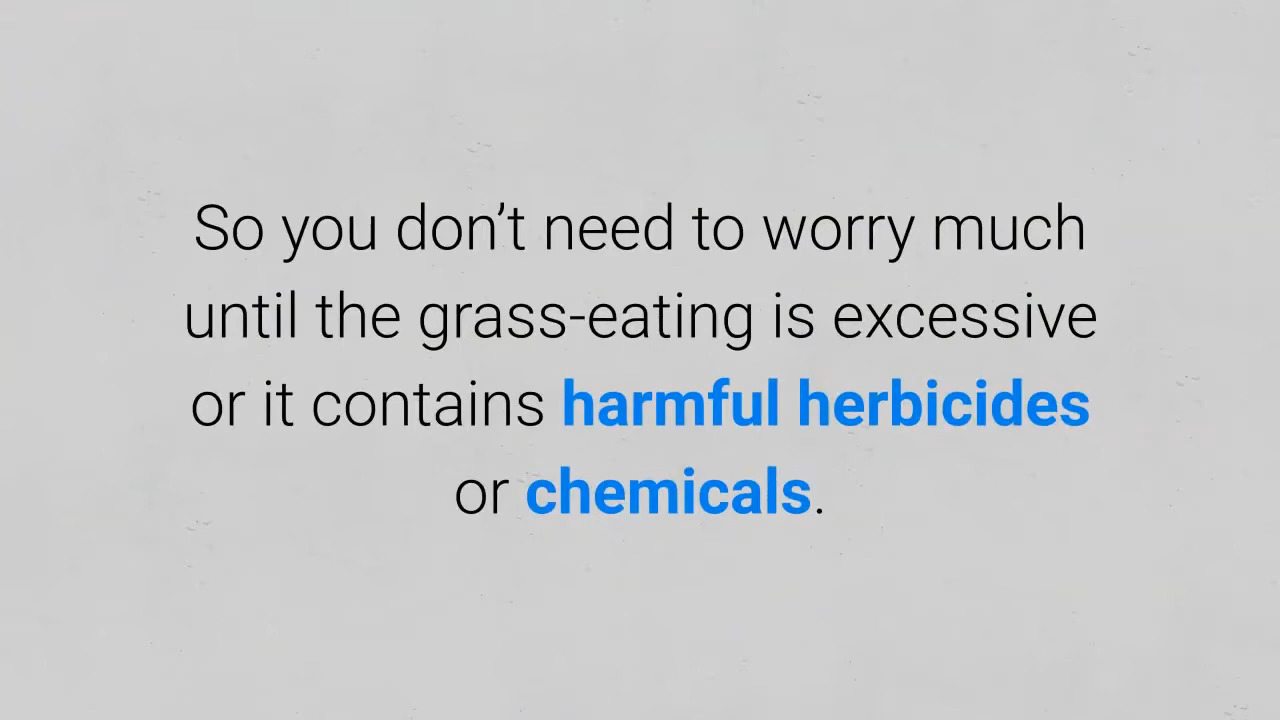 So you don’t need to worry much
until the grass-eating is excessive
or it contains harmful herbicides
or chemicals.